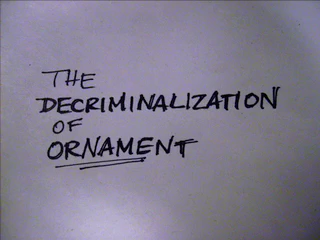 THE
DECRIMINALIZATION
OF
ORNAMENT